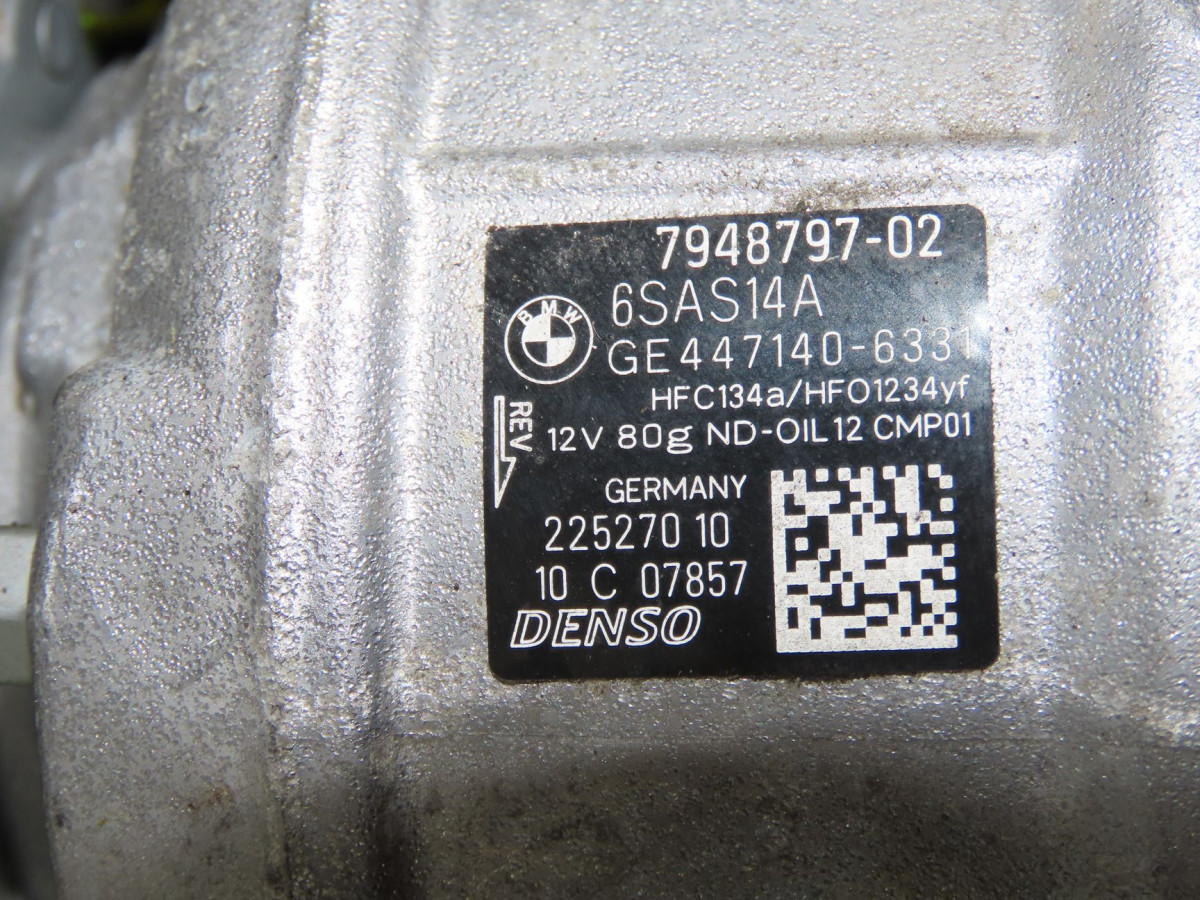 7948797-02
6SAS14A
BMW
GE447140-6331
HFC134a/HFO1234yf
REV
12V 80g ND-OIL12 CMP01
GERMANY
225270 10
10 C 07857
DENSO